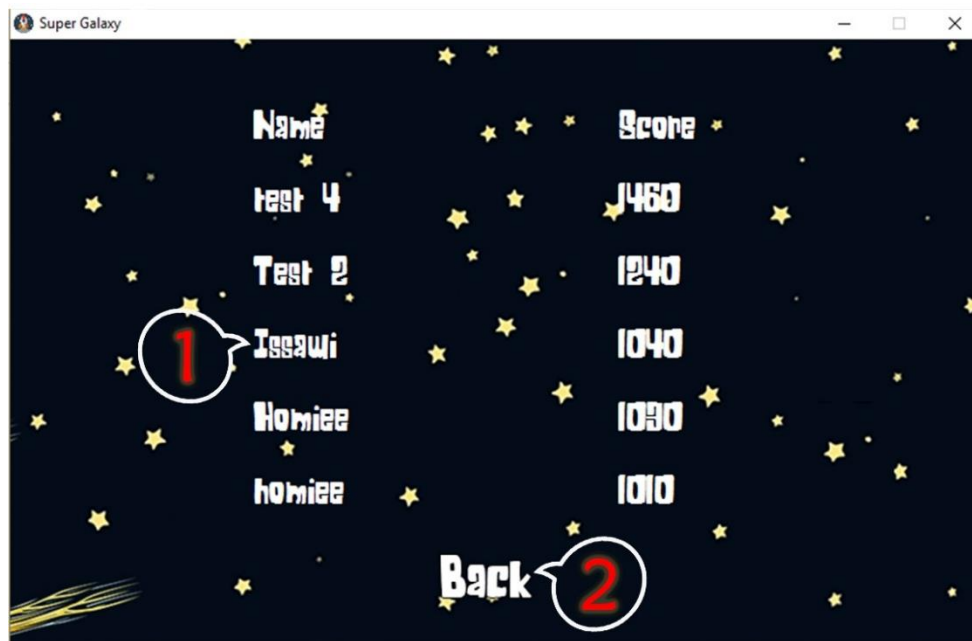 Super Galaxy
Name Score
test 4 1460
Test 2 1240
1 Issawi 1040
Homiee 1030
homiee 1010
Back 2